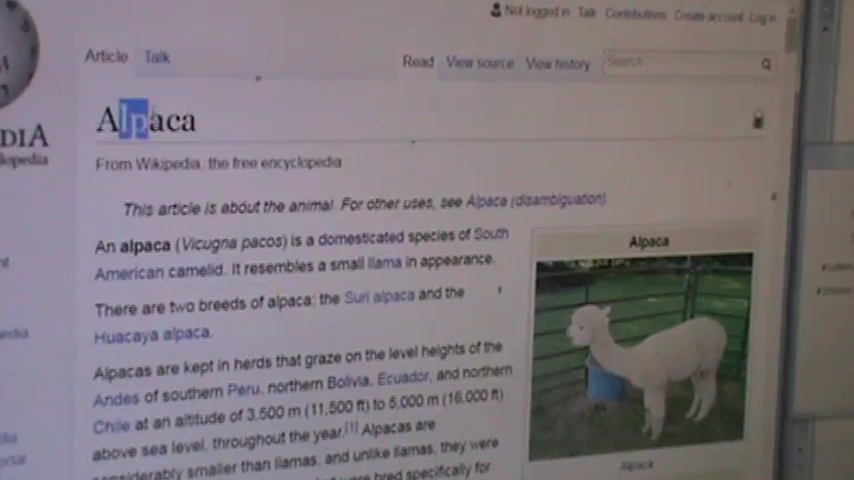 Not logged in Talk Contributions Create account Log in
Article Talk
Read View source View history Search
Alpaca
DIA
lopedia
From Wikipedia, the free encyclopedia
This article is about the animal. For other uses, see Alpaca (disambiguation)
An alpaca (Vicugna pacos) is a domesticated species of South
American camelid. It resembles a small llama in appearance.
There are two breeds of alpaca: the Suri alpaca and the
Huacaya alpaca.
Alpacas are kept in herds that graze on the level heights of the
Andes of southern Peru, northern Bolivia, Ecuador, and northern
Chile at an altitude of 3,500 m (11,500 ft) to 5,000 m (16,000 ft)
above sea level, throughout the year.[1] Alpacas are
considerably smaller than llamas, and unlike llamas, they were
bred specifically for
Alpaca
Alpaca